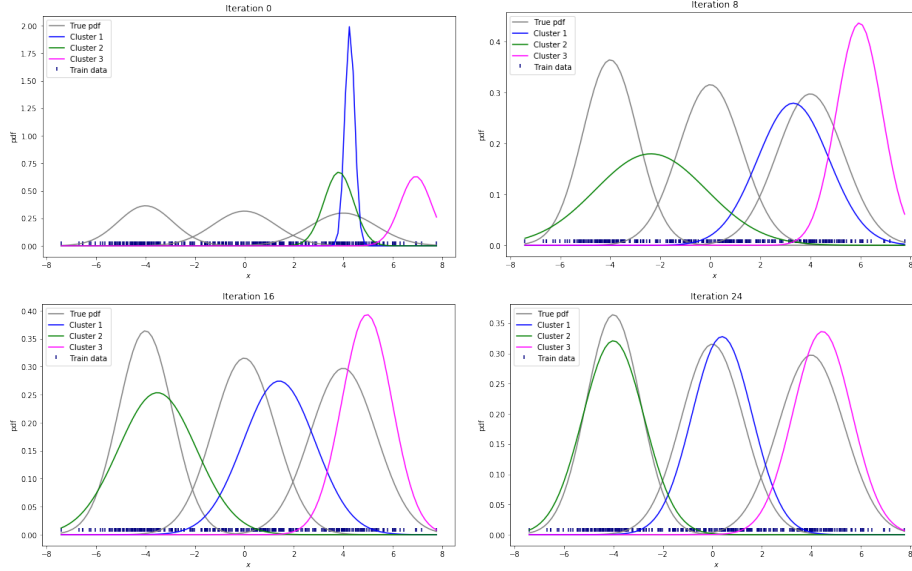 Iteration 0
True pdf
Cluster 1
Cluster 2
Cluster 3
Train data
2.00
1.75
1.50
1.25
1.00
0.75
0.50
0.25
0.00
pdf
−6 −4 −2 0 2 4 6 8
x
Iteration 8
True pdf
Cluster 1
Cluster 2
Cluster 3
Train data
0.4
0.3
0.2
0.1
0.0
pdf
−8 −6 −4 −2 0 2 4 6 8
x
Iteration 16
True pdf
Cluster 1
Cluster 2
Cluster 3
Train data
0.40
0.35
0.30
0.25
0.20
0.15
0.10
0.05
0.00
pdf
−8 −6 −4 −2 0 2 4 6 8
x
Iteration 24
True pdf
Cluster 1
Cluster 2
Cluster 3
Train data
0.35
0.30
0.25
0.20
0.15
0.10
0.05
0.00
pdf
−8 −6 −4 −2 0 2 4 6 8
x